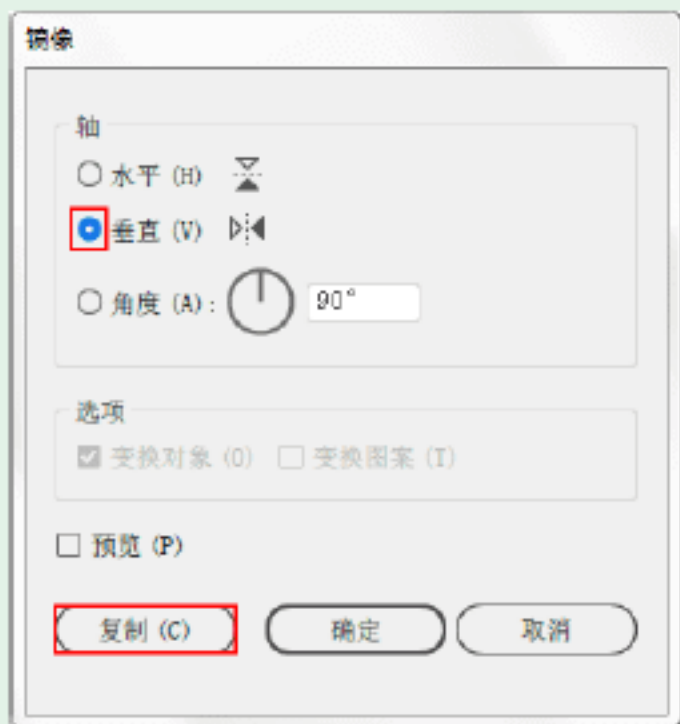 镜像
轴
水平 (H)
垂直 (V)
角度 (A) : 90°
选项
变换对象 (O) 变换图案 (T)
预览 (P)
复制 (C) 确定 取消